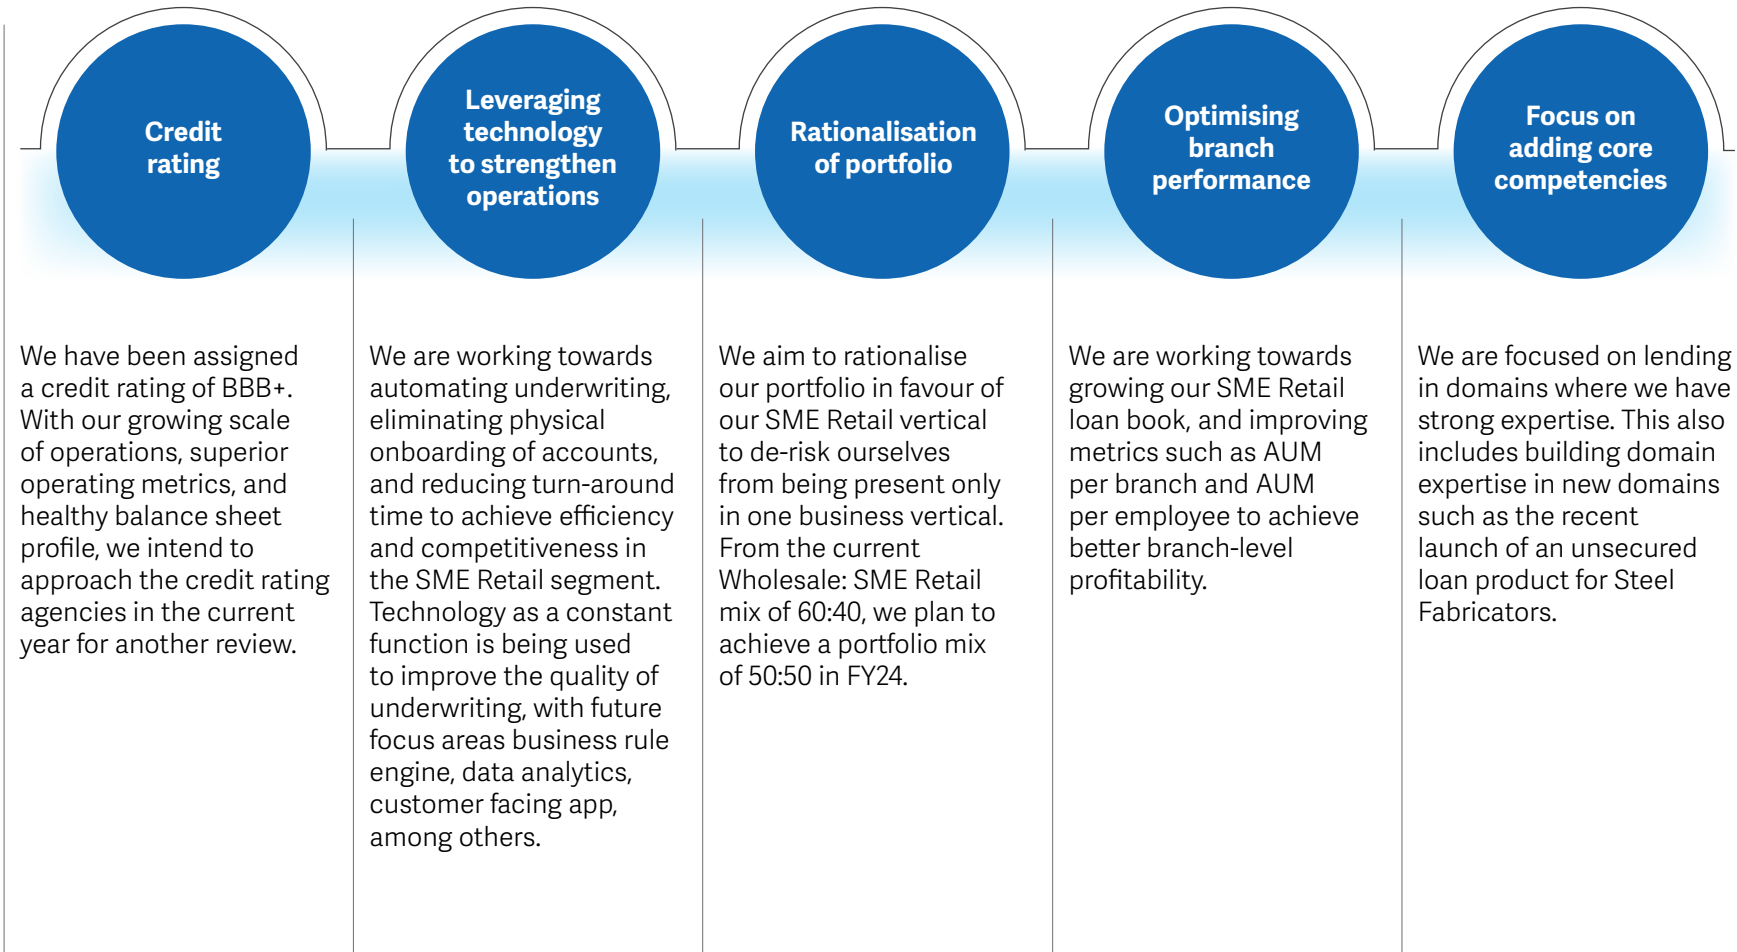 Credit
rating
We have been assigned
a credit rating of BBB+.
With our growing scale
of operations, superior
operating metrics, and
healthy balance sheet
profile, we intend to
approach the credit rating
agencies in the current
year for another review.
Leveraging
technology
to strengthen
operations
We are working towards
automating underwriting,
eliminating physical
onboarding of accounts,
and reducing turn-around
time to achieve efficiency
and competitiveness in
the SME Retail segment.
Technology as a constant
function is being used
to improve the quality of
underwriting, with future
focus areas business rule
engine, data analytics,
customer facing app,
among others.
Rationalisation
of portfolio
We aim to rationalise
our portfolio in favour of
our SME Retail vertical
to de-risk ourselves
from being present only
in one business vertical.
From the current
Wholesale: SME Retail
mix of 60:40, we plan to
achieve a portfolio mix
of 50:50 in FY24.
Optimising
branch
performance
We are working towards
growing our SME Retail
loan book, and improving
metrics such as AUM
per branch and AUM
per employee to achieve
better branch-level
profitability.
Focus on
adding core
competencies
We are focused on lending
in domains where we have
strong expertise. This also
includes building domain
expertise in new domains
such as the recent
launch of an unsecured
loan product for Steel
Fabricators.